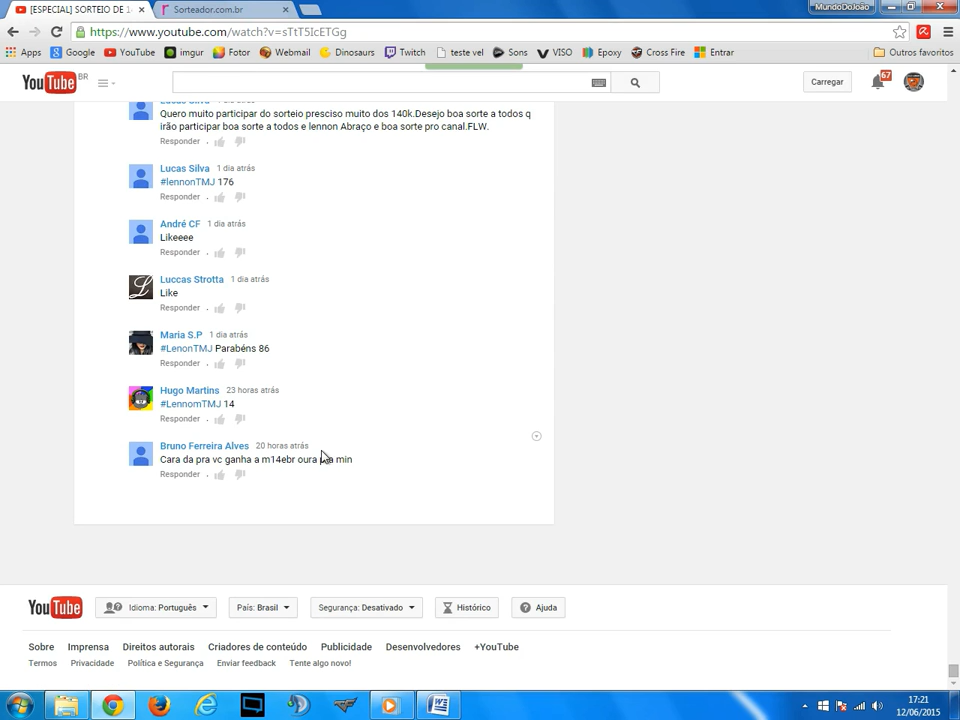 [ESPECIAL] SORTEIO DE 1
Sorteador.com.br
MundoDaJoão
https://www.youtube.com/watch?v=sTtT5IcETGg
Apps Google YouTube imgur Fotor Webmail Dinosaurs Twitch teste vel Sons VISO Epoxy Cross Fire Entrar Outros favoritos
YouTube BR Carregar 67
Lucas Silva 1 dia atrás
Quero muito participar do sorteio presciso muito dos 140k.Desejo boa sorte a todos q
irão participar boa sorte a todos e lennon Abraço e boa sorte pro canal.FLW.
Responder
Lucas Silva 1 dia atrás
#lennonTMJ 176
Responder
André CF 1 dia atrás
Likeeee
Responder
Luccas Strotta 1 dia atrás
Like
Responder
Maria S.P 1 dia atrás
#LenonTMJ Parabéns 86
Responder
Hugo Martins 23 horas atrás
#LennomTMJ 14
Responder
Bruno Ferreira Alves 20 horas atrás
Cara da pra vc ganha a m14ebr oura min
Responder
YouTube Idioma: Português País: Brasil Segurança: Desativado Histórico Ajuda
Sobre Imprensa Direitos autorais Criadores de conteúdo Publicidade Desenvolvedores +YouTube
Termos Privacidade Política e Segurança Enviar feedback Tente algo novo!
17:21
12/06/2015